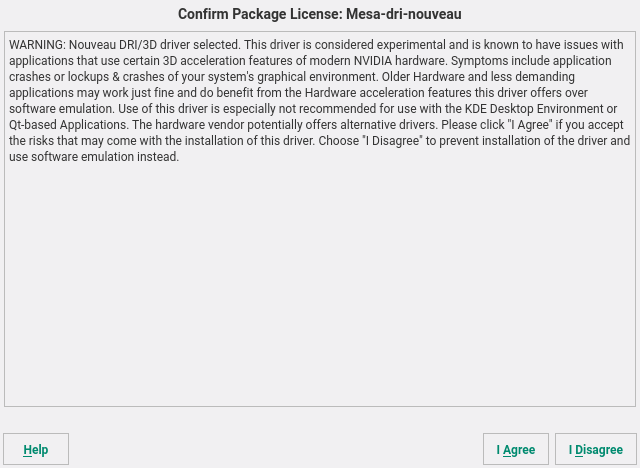 Confirm Package License: Mesa-dri-nouveau
WARNING: Nouveau DRI/3D driver selected. This driver is considered experimental and is known to have issues with
applications that use certain 3D acceleration features of modern NVIDIA hardware. Symptoms include application
crashes or lockups & crashes of your system's graphical environment. Older Hardware and less demanding
applications may work just fine and do benefit from the Hardware acceleration features this driver offers over
software emulation. Use of this driver is especially not recommended for use with the KDE Desktop Environment or
Qt-based Applications. The hardware vendor potentially offers alternative drivers. Please click "I Agree" if you accept
the risks that may come with the installation of this driver. Choose "I Disagree" to prevent installation of the driver and
use software emulation instead.
Help
I Agree
I Disagree